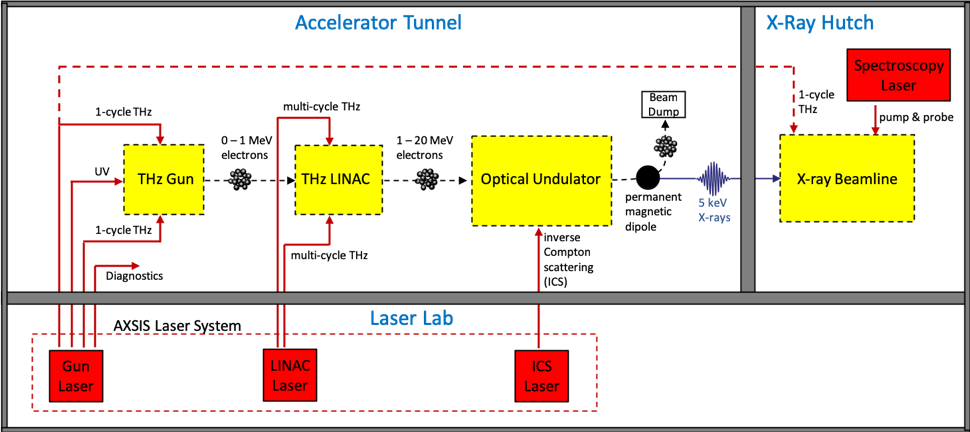 Accelerator Tunnel
X-Ray Hutch
Spectroscopy
Laser
1-cycle THz
multi-cycle THz
Beam
Dump
1-cycle
THz
pump & probe
0 – 1 MeV
electrons
1 – 20 MeV
electrons
UV
THz Gun
THz LINAC
Optical Undulator
X-ray Beamline
permanent
magnetic
dipole
5 keV
X-rays
1-cycle THz
multi-cycle THz
inverse
Compton
scattering
(ICS)
Diagnostics
AXSIS Laser System
Laser Lab
Gun
Laser
LINAC
Laser
ICS
Laser